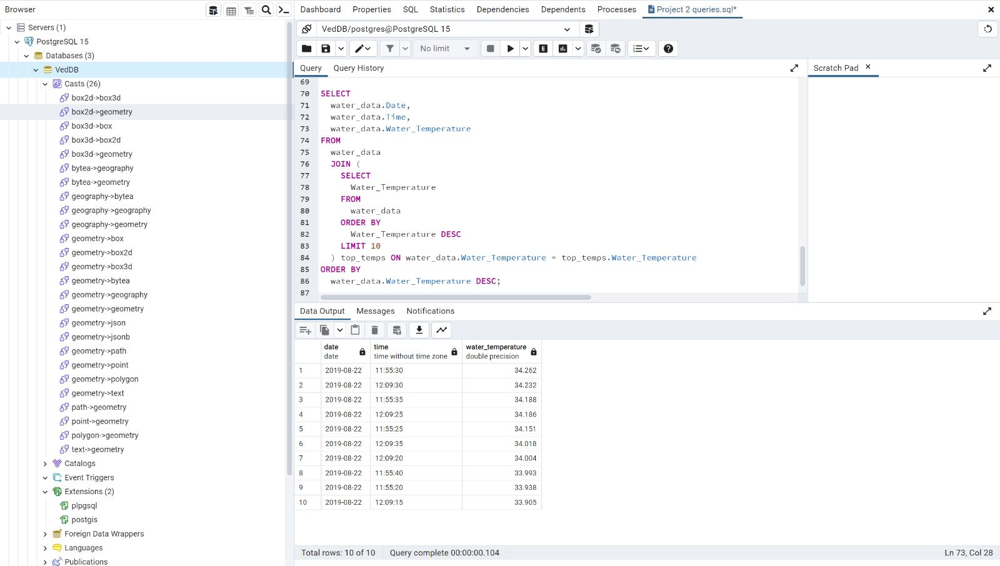 Browser
Servers (1)
PostgreSQL 15
Databases (3)
VedDB
Casts (26)
box2d->box3d
box2d->geometry
box3d->box
box3d->box2d
box3d->geometry
bytea->geography
bytea->geometry
geography->bytea
geography->geography
geography->geometry
geometry->box
geometry->box2d
geometry->box3d
geometry->bytea
geometry->geography
geometry->geometry
geometry->json
geometry->jsonb
geometry->path
geometry->point
geometry->polygon
geometry->text
path->geometry
point->geometry
polygon->geometry
text->geometry
Catalogs
Event Triggers
Extensions (2)
plpgsql
postgis
Foreign Data Wrappers
Languages
Publications
Dashboard Properties SQL Statistics Dependencies Dependents Processes Project 2 queries.sql*
VedDB/postgres@PostgreSQL 15
No limit E
Query Query History Scratch Pad
69
70 SELECT
71 water_data.Date,
72 water_data.Time,
73 water_data.Water_Temperature
74 FROM
75 water_data
76 JOIN (
77 SELECT
78 Water_Temperature
79 FROM
80 water_data
81 ORDER BY
82 Water_Temperature DESC
83 LIMIT 10
84 ) top_temps ON water_data.Water_Temperature = top_temps.Water_Temperature
85 ORDER BY
86 water_data.Water_Temperature DESC;
87
Data Output Messages Notifications
date time water_temperature
date time without time zone double precision
1 2019-08-22 11:55:30 34.262
2 2019-08-22 12:09:30 34.232
3 2019-08-22 11:55:35 34.188
4 2019-08-22 12:09:25 34.186
5 2019-08-22 11:55:25 34.151
6 2019-08-22 12:09:35 34.018
7 2019-08-22 12:09:20 34.004
8 2019-08-22 11:55:40 33.993
9 2019-08-22 11:55:20 33.938
10 2019-08-22 12:09:15 33.905
Total rows: 10 of 10 Query complete 00:00:00.104 Ln 73, Col 28